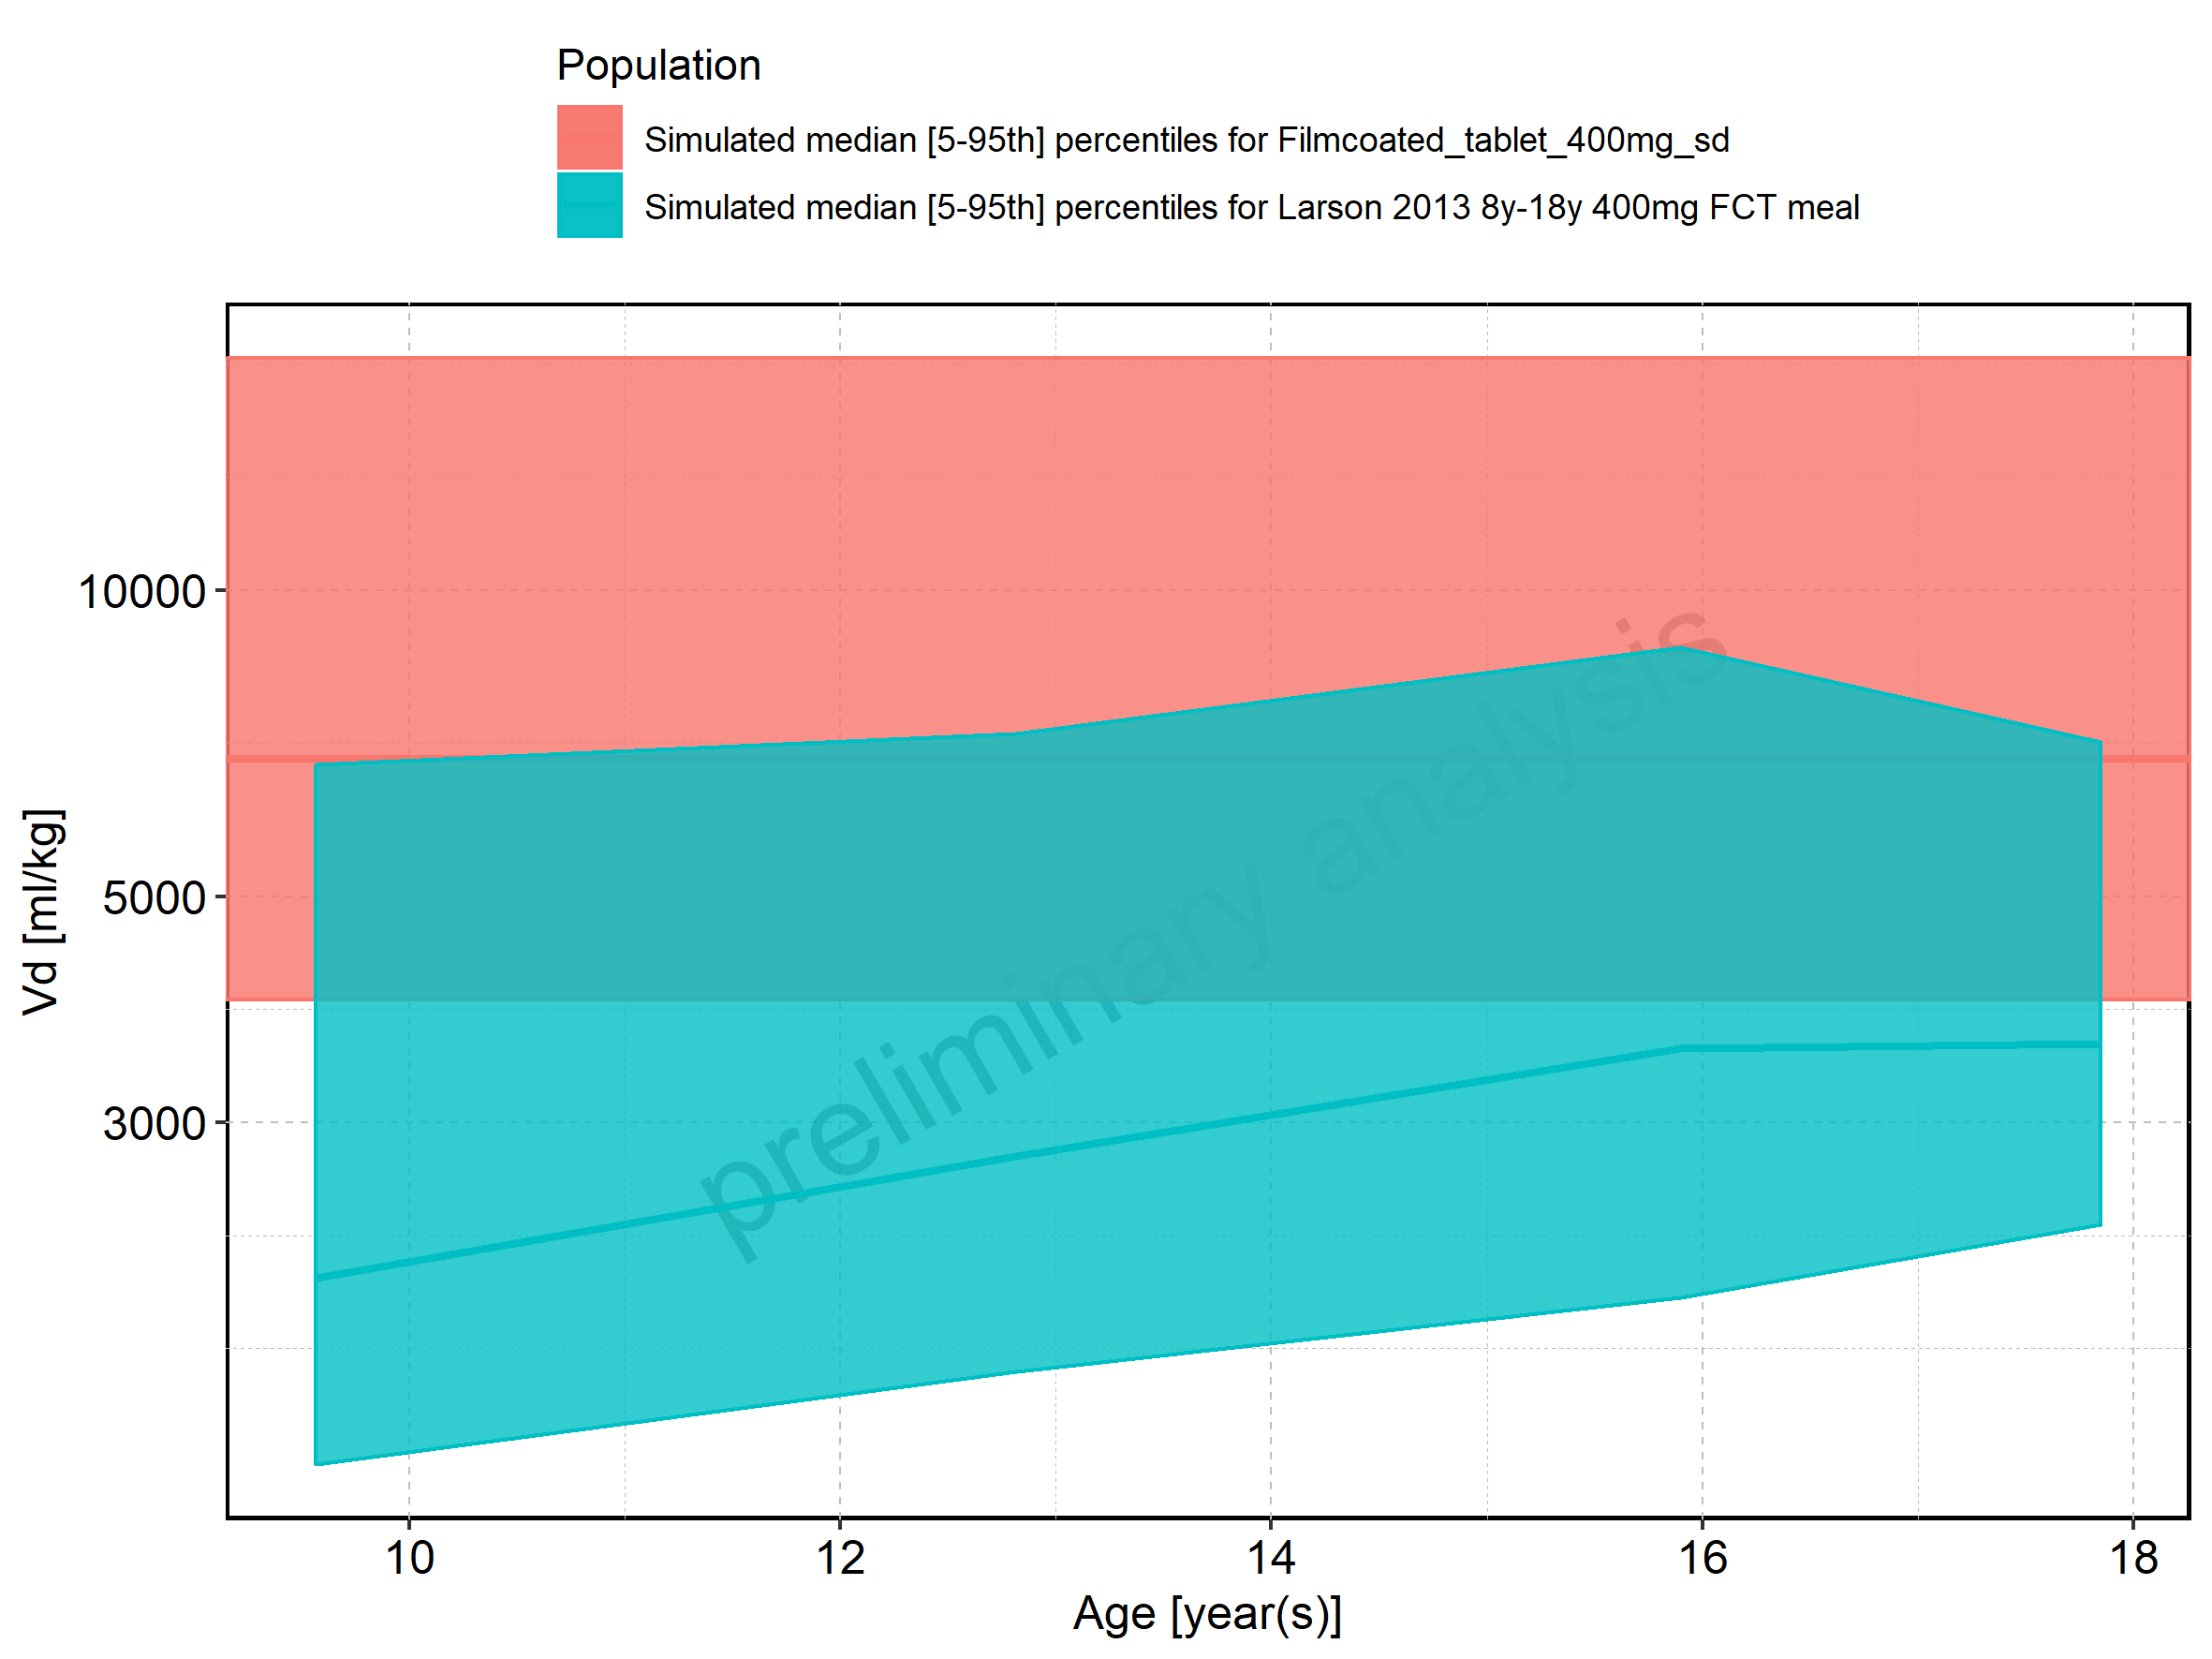 Population
Simulated median [5-95th] percentiles for Filmcoated_tablet_400mg_sd
Simulated median [5-95th] percentiles for Larson 2013 8y-18y 400mg FCT meal
10000
5000
3000
Vd [ml/kg]
preliminary analysis
10 12 14 16 18
Age [year(s)]